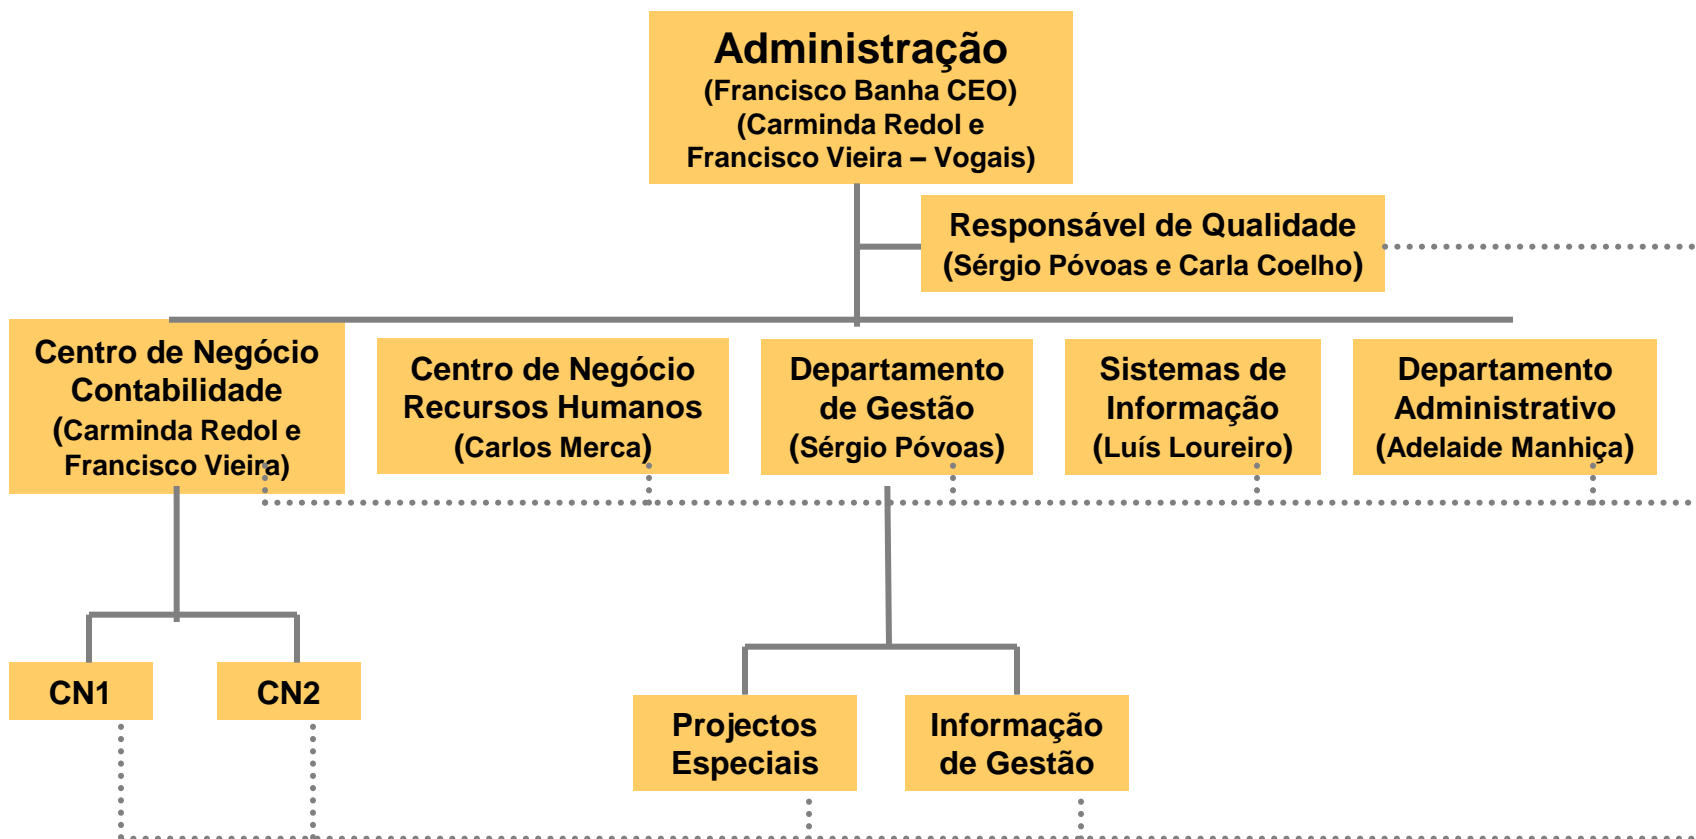 Administração
(Francisco Banha CEO)
(Carminda Redol e
Francisco Vieira – Vogais)
Responsável de Qualidade
(Sérgio Póvoas e Carla Coelho)
Centro de Negócio
Contabilidade
(Carminda Redol e
Francisco Vieira)
Centro de Negócio
Recursos Humanos
(Carlos Merca)
Departamento
de Gestão
(Sérgio Póvoas)
Sistemas de
Informação
(Luís Loureiro)
Departamento
Administrativo
(Adelaide Manhiça)
CN1
CN2
Projectos
Especiais
Informação
de Gestão